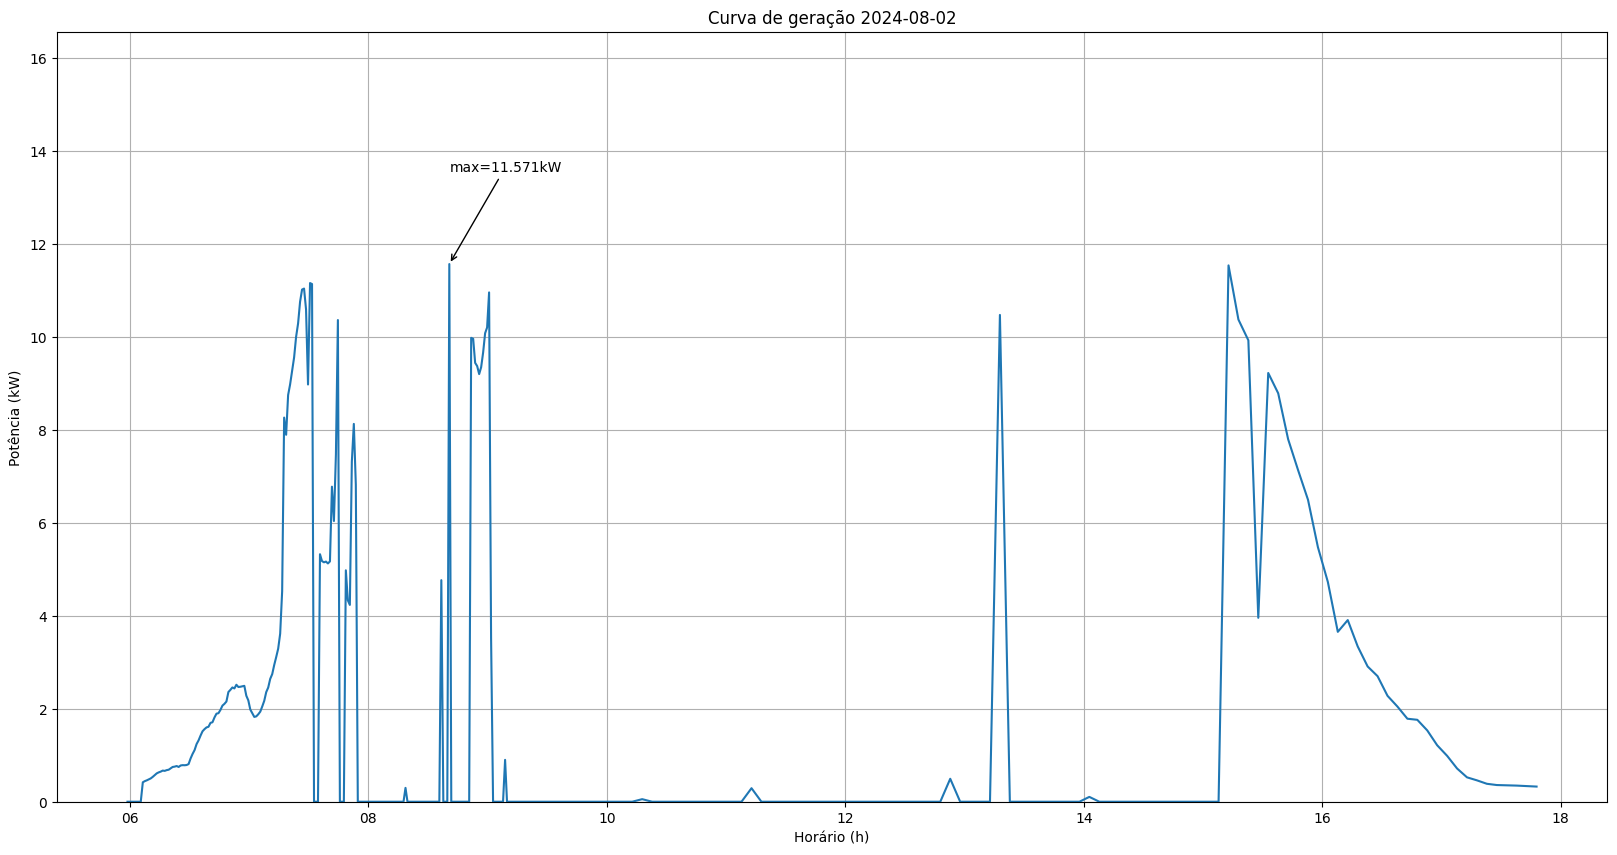 Curva de geração 2024-08-02
16
14
max=11.571kW
12
10
8
6
4
2
0
Potência (kW)
06 08 10 12 14 16 18
Horário (h)